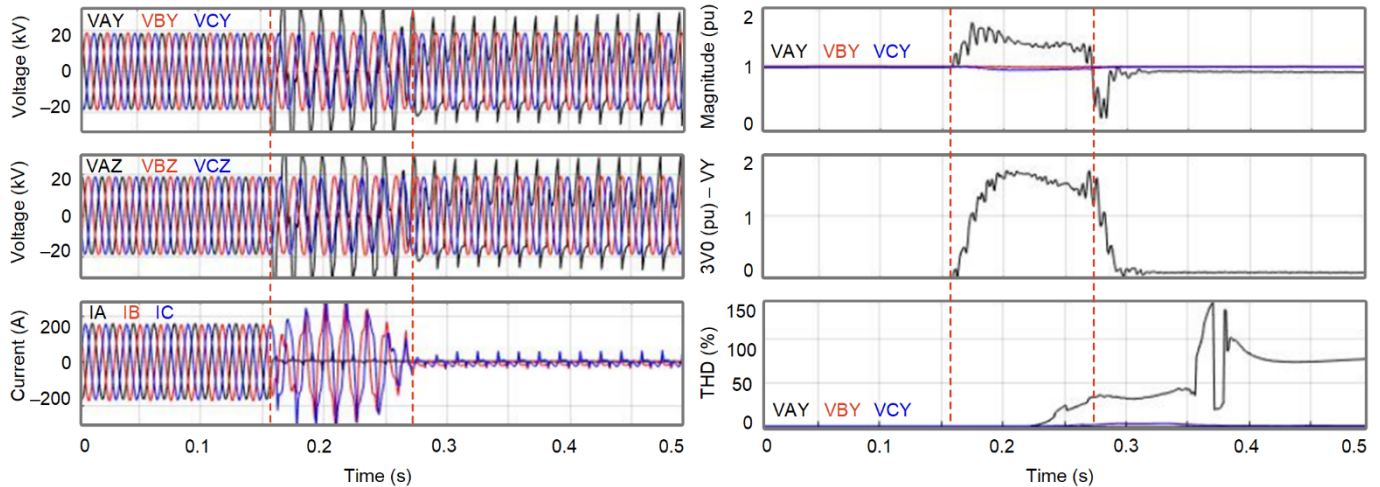 Voltage (kV)
VAY VBY VCY
20
0
–20
Voltage (kV)
VAZ VBZ VCZ
20
0
–20
Current (A)
IA IB IC
200
0
–200
0 0.1 0.2 0.3 0.4 0.5
Time (s)
Magnitude (pu)
2
VAY VBY VCY
1
0
3V0 (pu) – VY
2
1
0
THD (%)
150
100
50
0
VAY VBY VCY
0 0.1 0.2 0.3 0.4 0.5
Time (s)